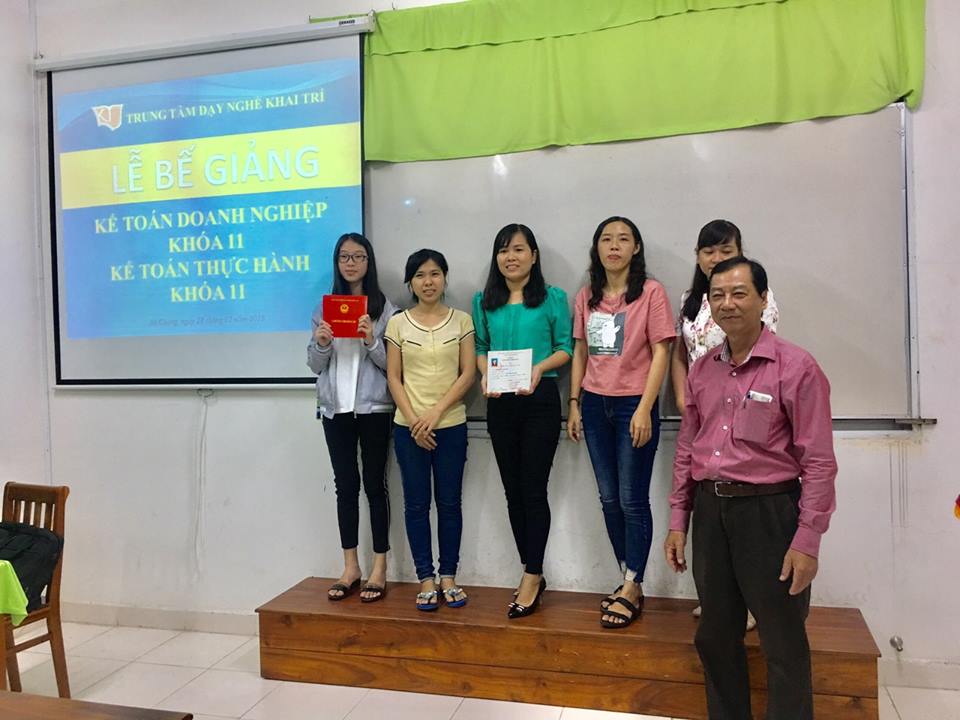 TRUNG TÂM DẠY NGHỀ KHAI TRÍ
LỄ BẾ GIẢNG
KẾ TOÁN DOANH NGHIỆP
KHÓA 11
KẾ TOÁN THỰC HÀNH
KHÓA 11